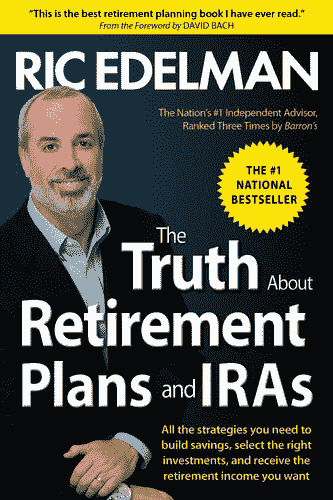 "This is the best retirement planning book I have ever read."
From the Foreword by DAVID BACH
RIC EDELMAN
The Nation's #1 Independent Advisor,
Ranked Three Times by Barron's
THE #1
NATIONAL
BESTSELLER
The
Truth About
Retirement
Plans and IRAs
All the strategies you need to
build savings, select the right
investments, and receive the
retirement income you want